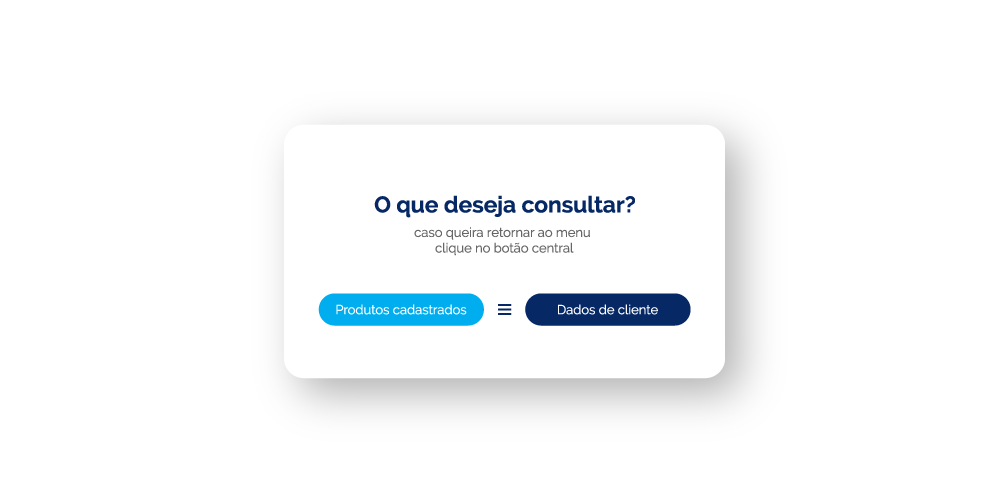 O que deseja consultar?
caso queira retornar ao menu
clique no botão central
Produtos cadastrados
Dados de cliente